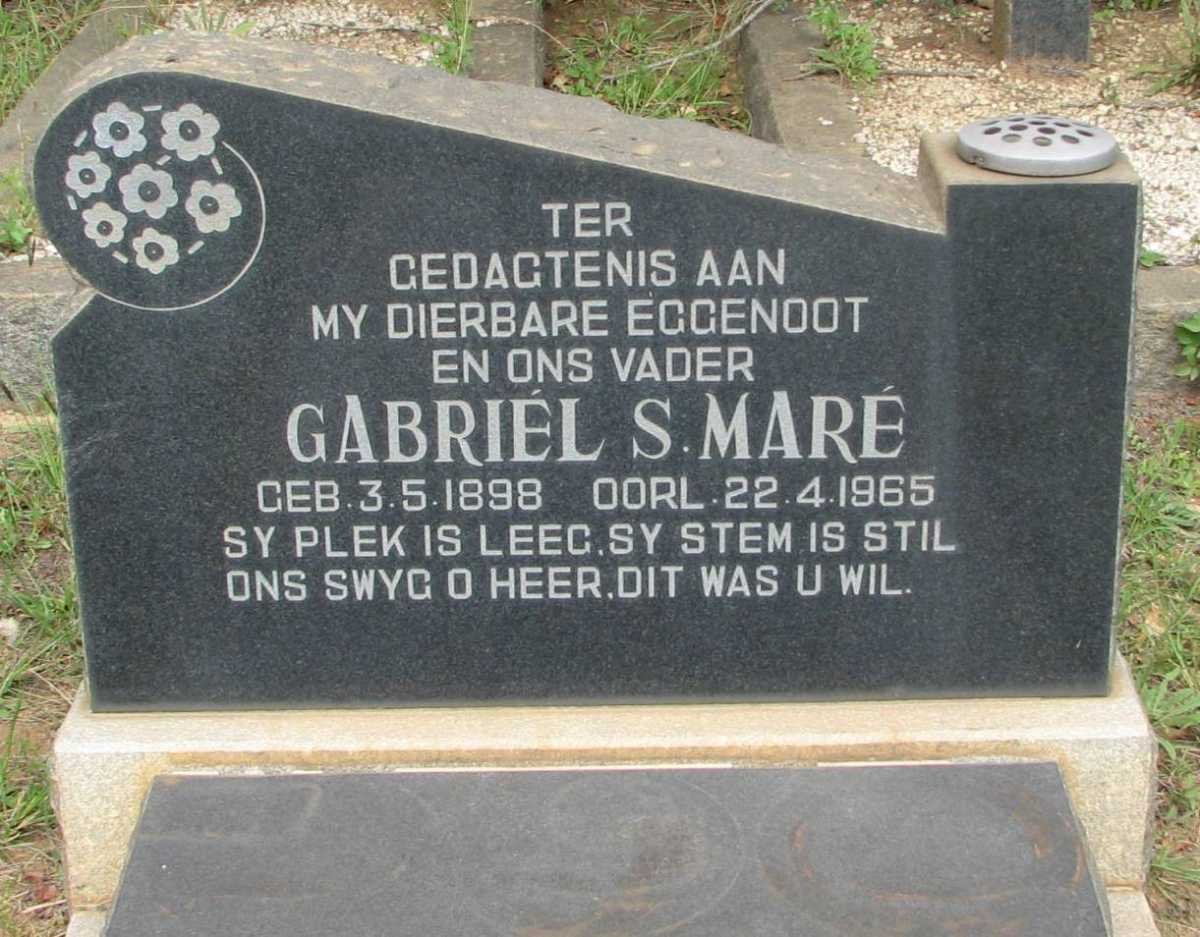 TER
GEDAGTENIS AAN
MY DIERBARE EGGENOOT
EN ONS VADER
GABRIÉL S. MARÉ
GEB. 3.5.1898 OORL. 22.4.1965
SY PLEK IS LEEG, SY STEM IS STIL
ONS SWYG O HEER, DIT WAS U WIL.